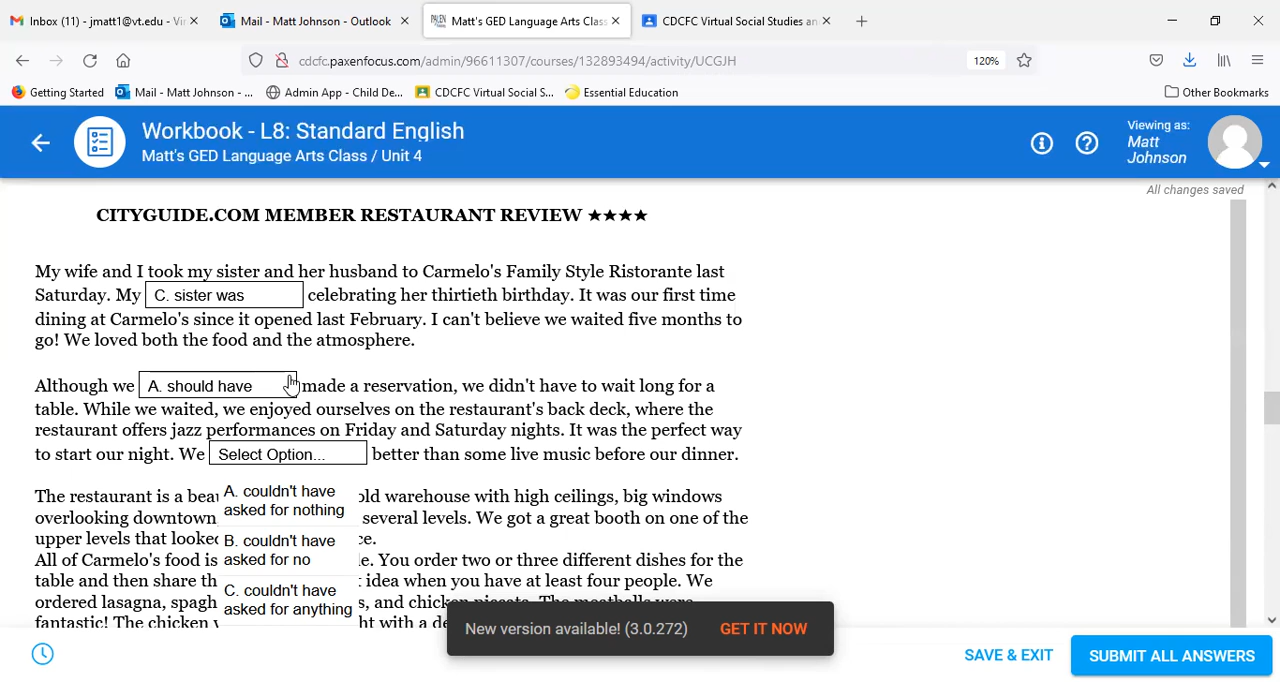 Inbox (11) - jmatt1@vt.edu - Vir
Mail - Matt Johnson - Outlook
PAXEN
Matt's GED Language Arts Class
CDCFC Virtual Social Studies an
cdcfc.paxenfocus.com/admin/96611307/courses/132893494/activity/UCGJH
120%
Getting Started
Mail - Matt Johnson - ...
Admin App - Child De...
CDCFC Virtual Social S...
Essential Education
Other Bookmarks
Workbook - L8: Standard English
Matt's GED Language Arts Class / Unit 4
Viewing as:
Matt
Johnson
All changes saved
CITYGUIDE.COM MEMBER RESTAURANT REVIEW ★★★★
My wife and I took my sister and her husband to Carmelo's Family Style Ristorante last
Saturday. My C. sister was celebrating her thirtieth birthday. It was our first time
dining at Carmelo's since it opened last February. I can't believe we waited five months to
go! We loved both the food and the atmosphere.
Although we A. should have made a reservation, we didn't have to wait long for a
table. While we waited, we enjoyed ourselves on the restaurant's back deck, where the
restaurant offers jazz performances on Friday and Saturday nights. It was the perfect way
to start our night. We Select Option... better than some live music before our dinner.
A. couldn't have
asked for nothing
B. couldn't have
asked for no
C. couldn't have
asked for anything
The restaurant is a beau old warehouse with high ceilings, big windows
overlooking downtown, several levels. We got a great booth on one of the
upper levels that looked ce.
All of Carmelo's food is le. You order two or three different dishes for the
table and then share th t idea when you have at least four people. We
ordered lasagna, spagh s, and chicken piccata. The meatballs were
fantastic! The chicken w ght with a de
New version available! (3.0.272)
GET IT NOW
SAVE & EXIT
SUBMIT ALL ANSWERS